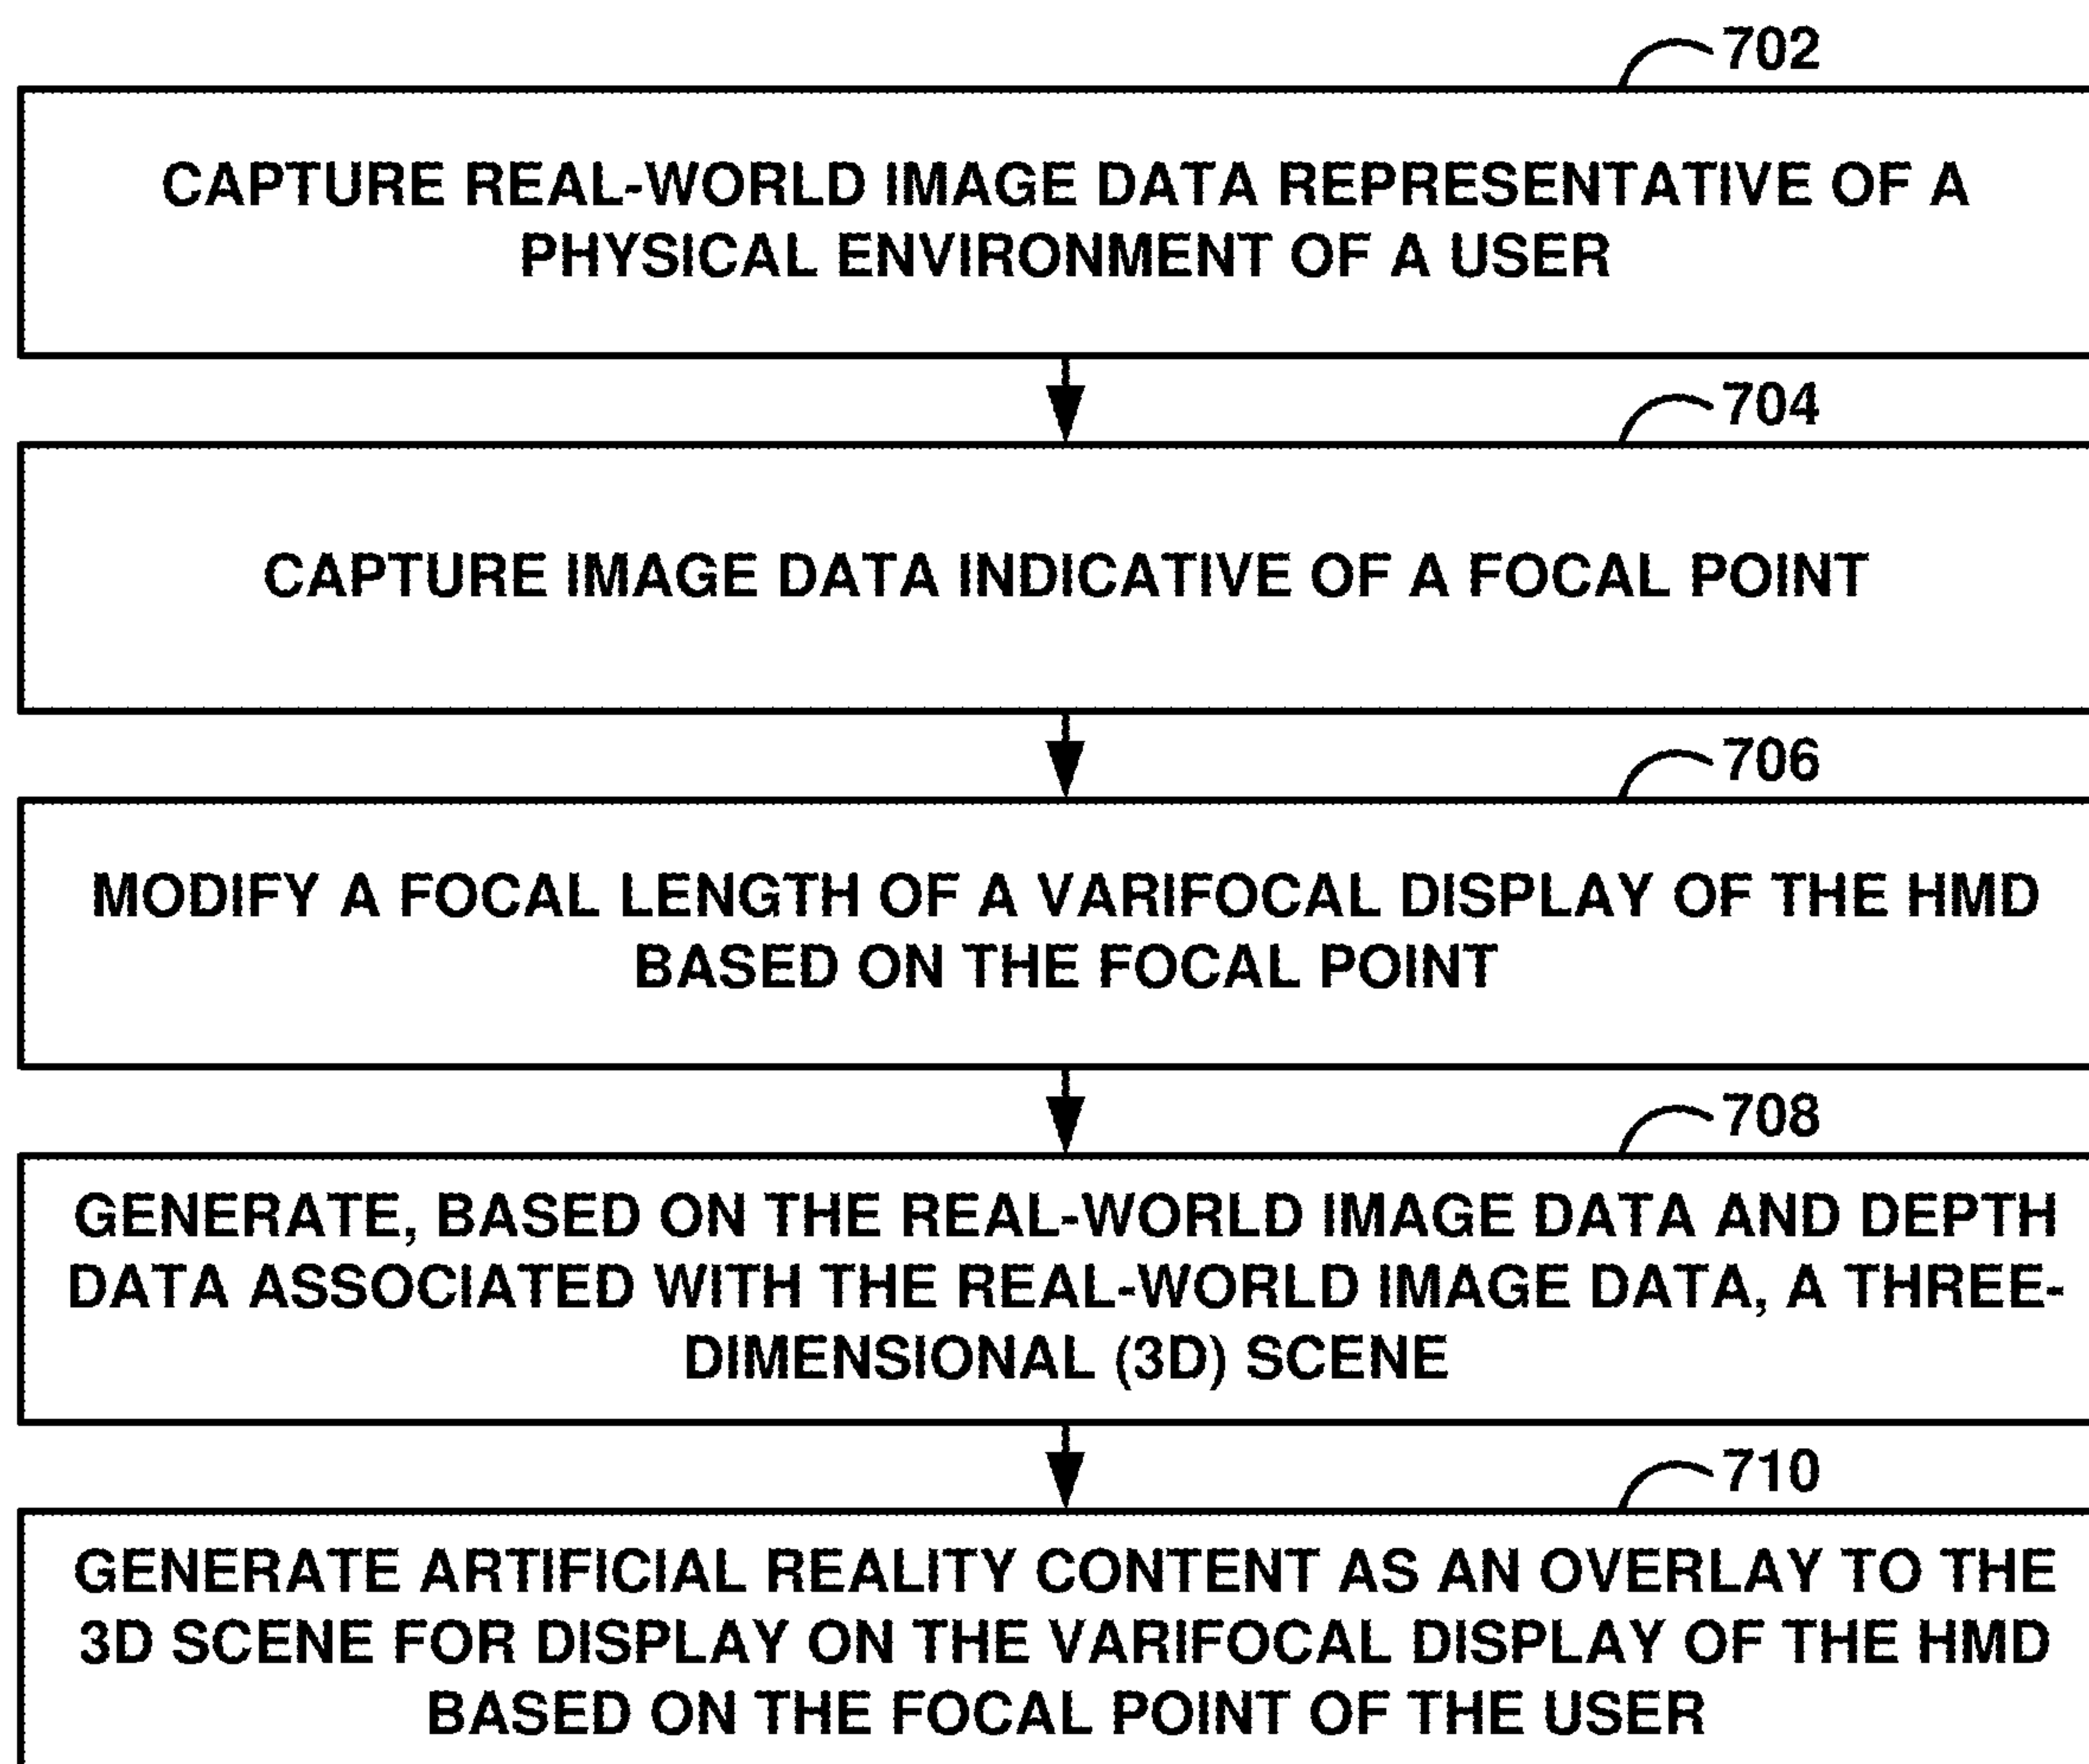 702
CAPTURE REAL-WORLD IMAGE DATA REPRESENTATIVE OF A
PHYSICAL ENVIRONMENT OF A USER
704
CAPTURE IMAGE DATA INDICATIVE OF A FOCAL POINT
706
MODIFY A FOCAL LENGTH OF A VARIFOCAL DISPLAY OF THE HMD
BASED ON THE FOCAL POINT
708
GENERATE, BASED ON THE REAL-WORLD IMAGE DATA AND DEPTH
DATA ASSOCIATED WITH THE REAL-WORLD IMAGE DATA, A THREE-
DIMENSIONAL (3D) SCENE
710
GENERATE ARTIFICIAL REALITY CONTENT AS AN OVERLAY TO THE
3D SCENE FOR DISPLAY ON THE VARIFOCAL DISPLAY OF THE HMD
BASED ON THE FOCAL POINT OF THE USER